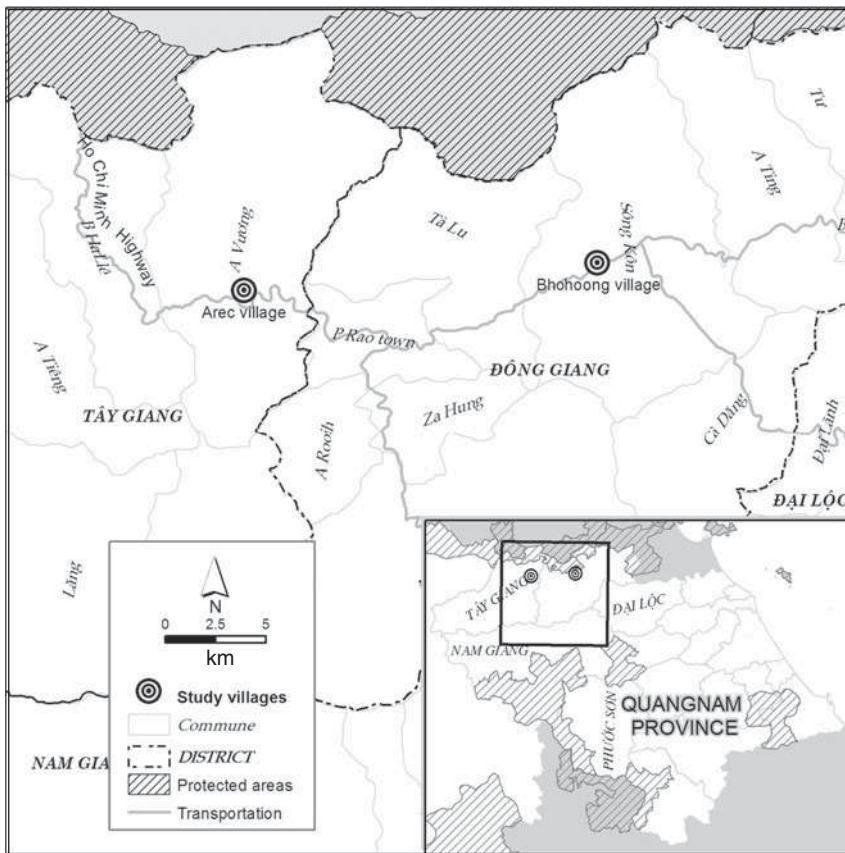 Tư
A Ting
Ho Chi Minh Highway
Tà Lu
Sông Kôn
A Vương
B Ha Liê
Bhohoong village
Arec village
P Rao town
A Tiêng
ĐÔNG GIANG
Za Hung
TÂY GIANG
Cà Dăng
A Rooih
Đại Lãnh
ĐẠI LỘC
Lăng
N
0 2.5 5
km
Study villages
Commune
DISTRICT
Protected areas
Transportation
NAM GIA
TÂY GIANG
ĐẠI LỘC
NAM GIANG
PHƯỚC SƠN
QUANGNAM
PROVINCE